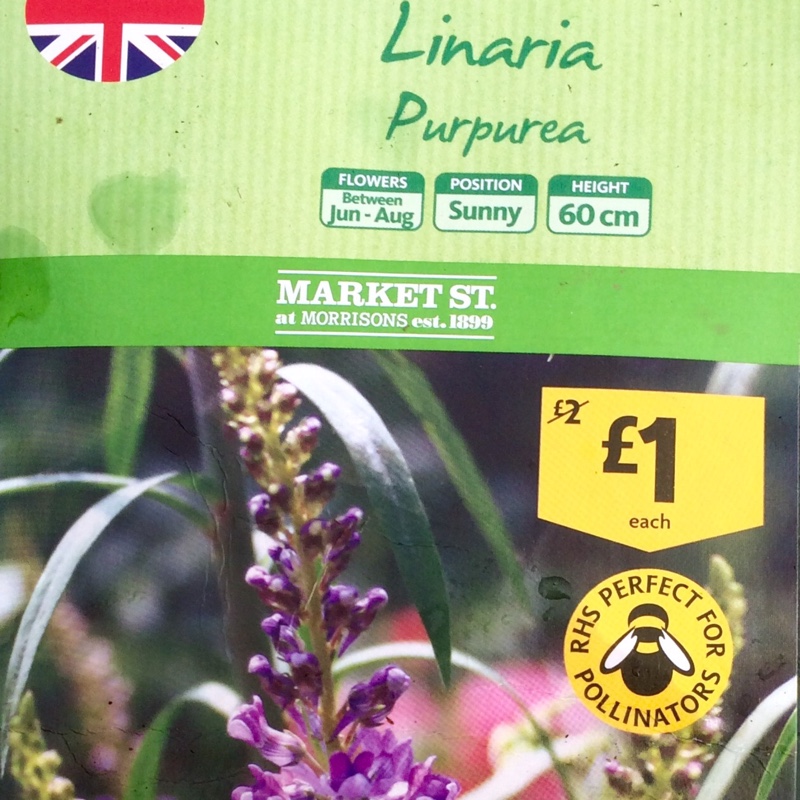 Linaria
Purpurea
FLOWERS
Between
Jun - Aug
POSITION
Sunny
HEIGHT
60 cm
MARKET ST.
at MORRISONS est. 1899
£2
£1
each
RHS PERFECT FOR
POLLINATORS